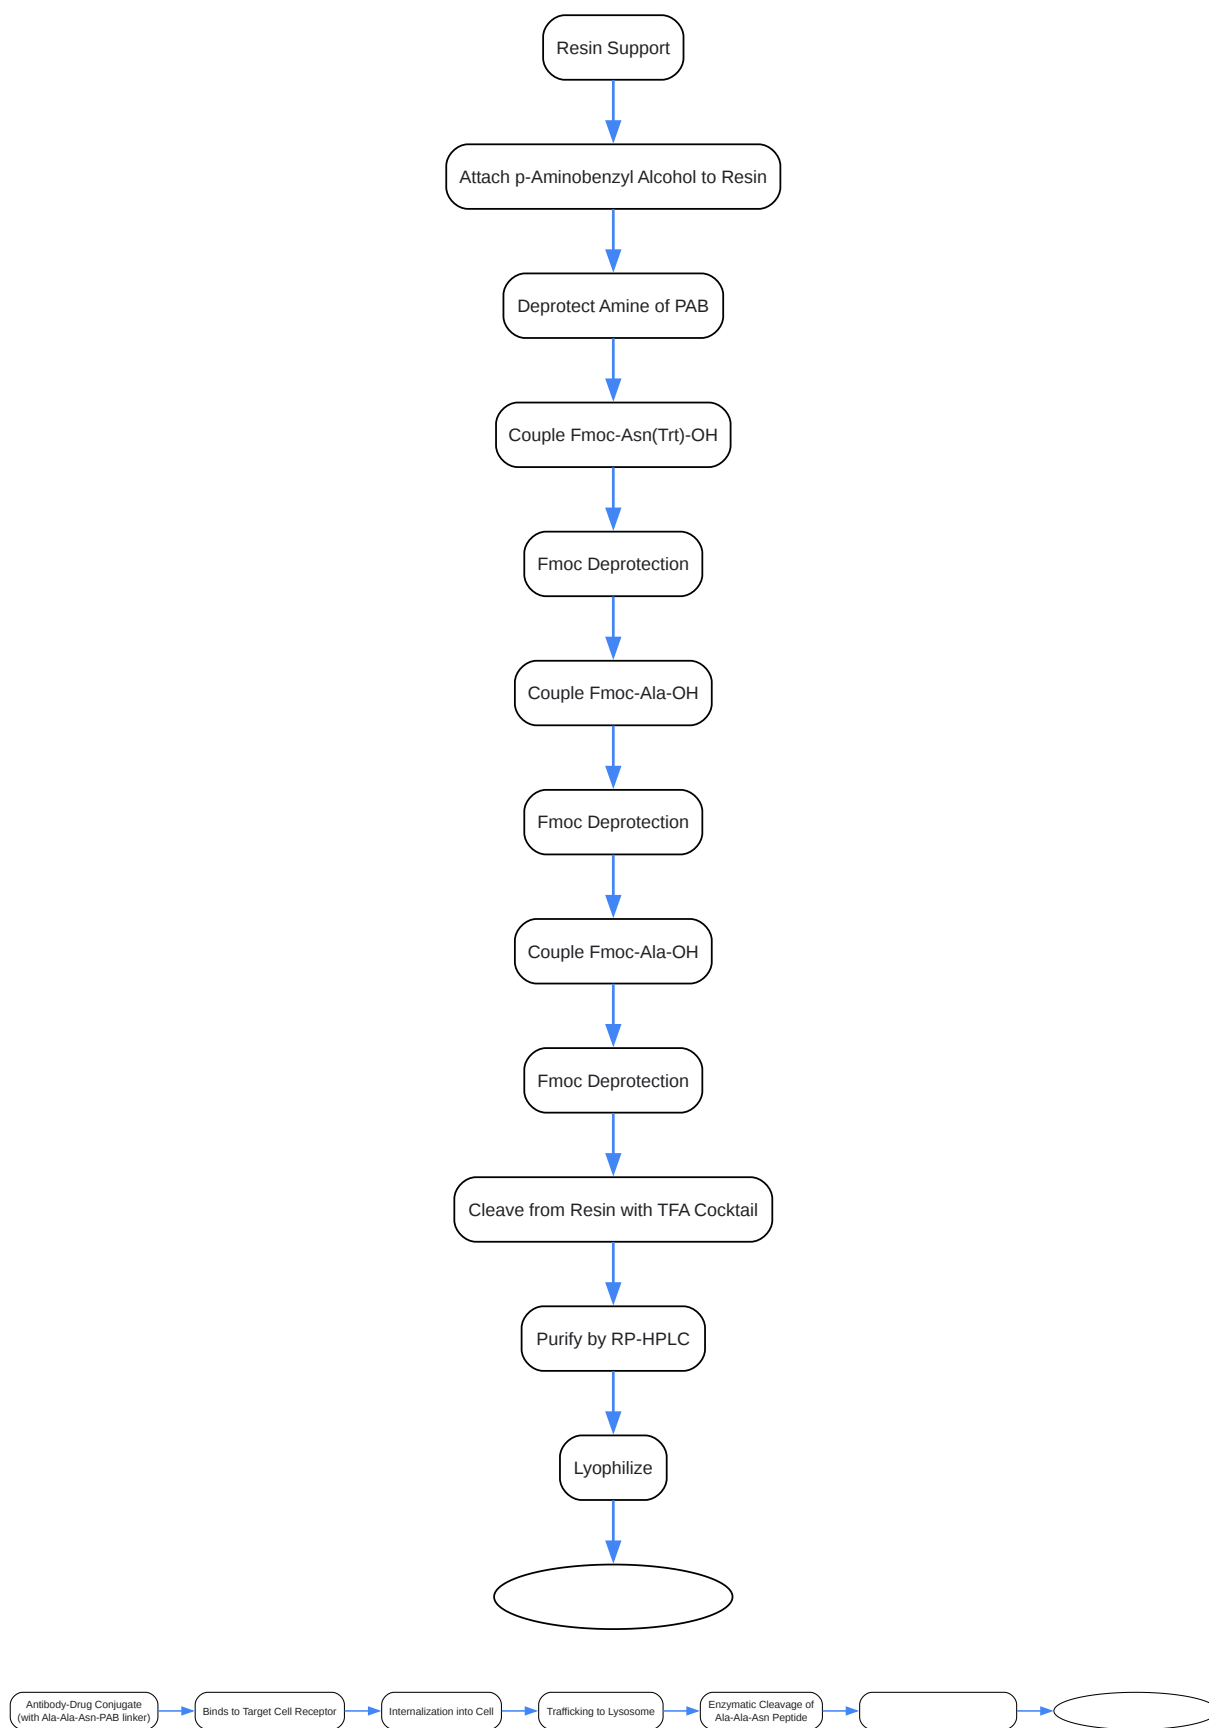 Resin Support
Attach p-Aminobenzyl Alcohol to Resin
Deprotect Amine of PAB
Couple Fmoc-Asn(Trt)-OH
Fmoc Deprotection
Couple Fmoc-Ala-OH
Fmoc Deprotection
Couple Fmoc-Ala-OH
Fmoc Deprotection
Cleave from Resin with TFA Cocktail
Purify by RP-HPLC
Lyophilize
Antibody-Drug Conjugate
(with Ala-Ala-Asn-PAB linker)
Binds to Target Cell Receptor
Internalization into Cell
Trafficking to Lysosome
Enzymatic Cleavage of
Ala-Ala-Asn Peptide